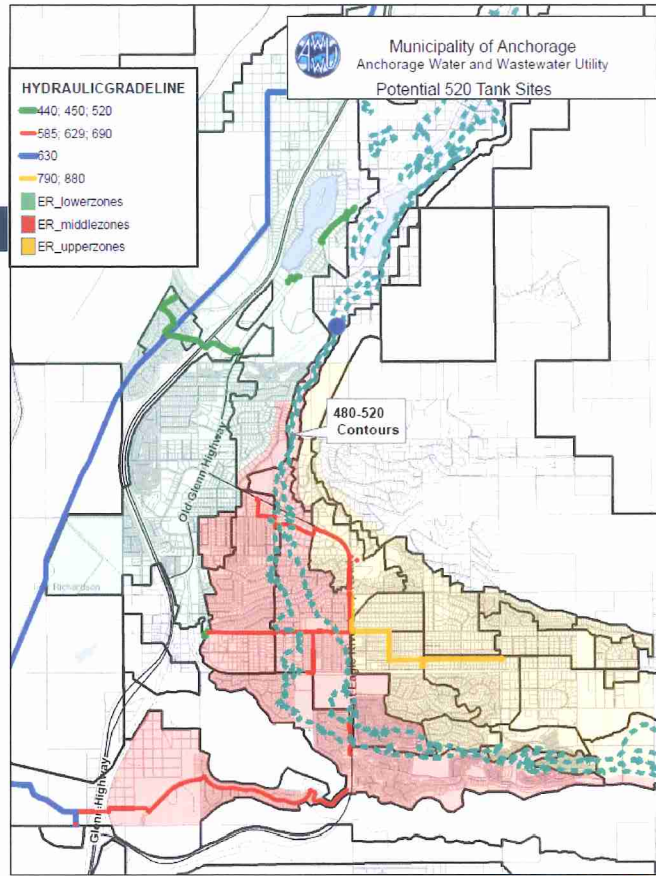 Municipality of Anchorage
Anchorage Water and Wastewater Utility
Potential 520 Tank Sites
HYDRAULICGRADELINE
440; 450; 520
585; 629; 690
630
790; 880
ER_lowerzones
ER_middlezones
ER_upperzones
480-520
Contours
Old Glenn Highway
Richardson
Glenn Highway